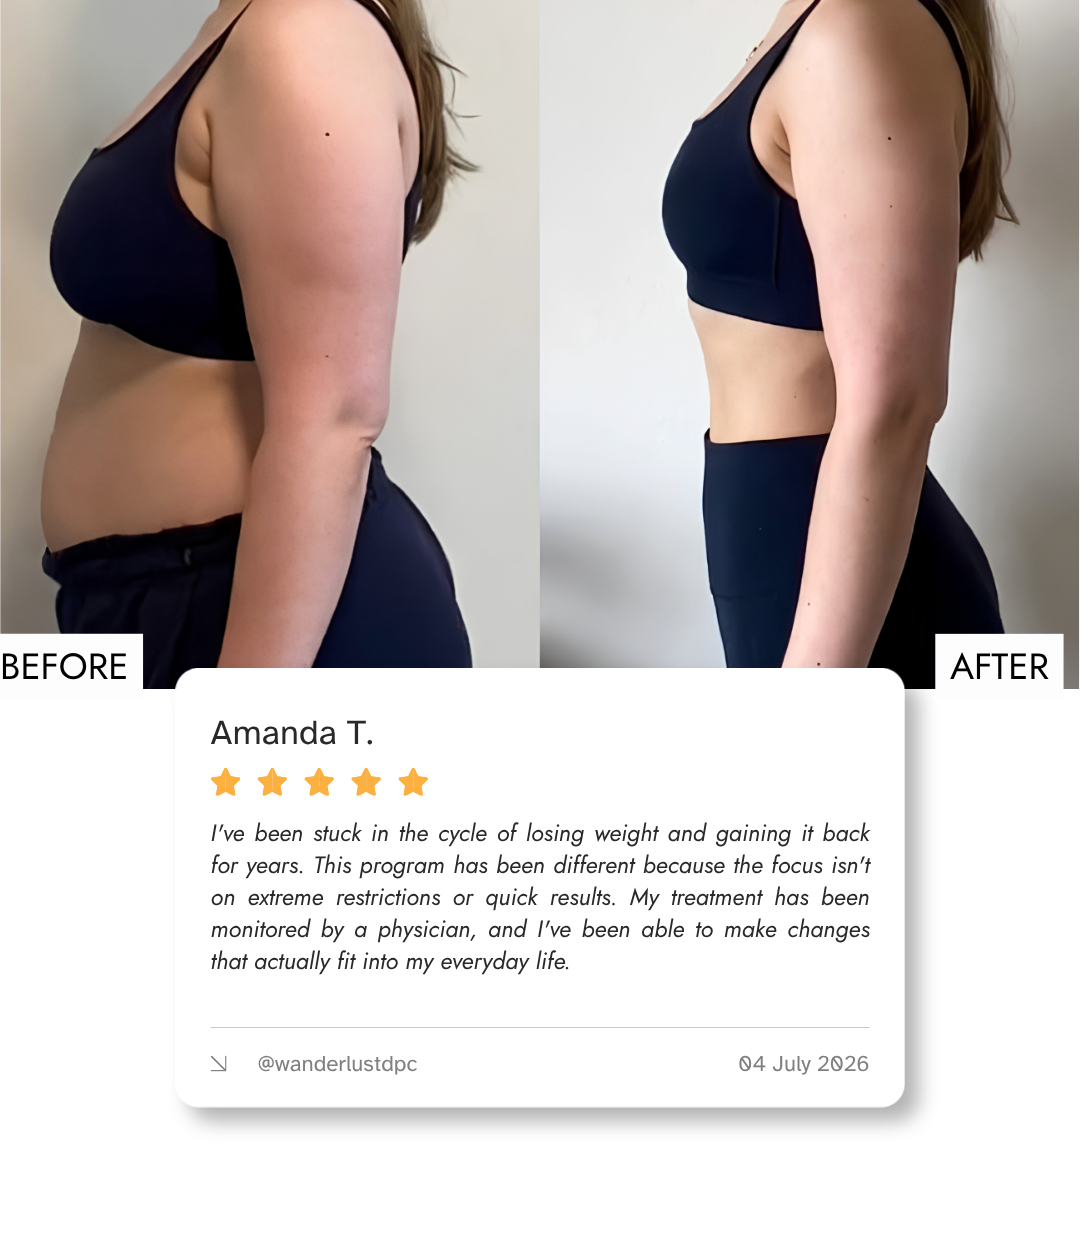 BEFORE
AFTER
Amanda T.
I've been stuck in the cycle of losing weight and gaining it back
for years. This program has been different because the focus isn't
on extreme restrictions or quick results. My treatment has been
monitored by a physician, and I've been able to make changes
that actually fit into my everyday life.
@wanderlustdpc
04 July 2026